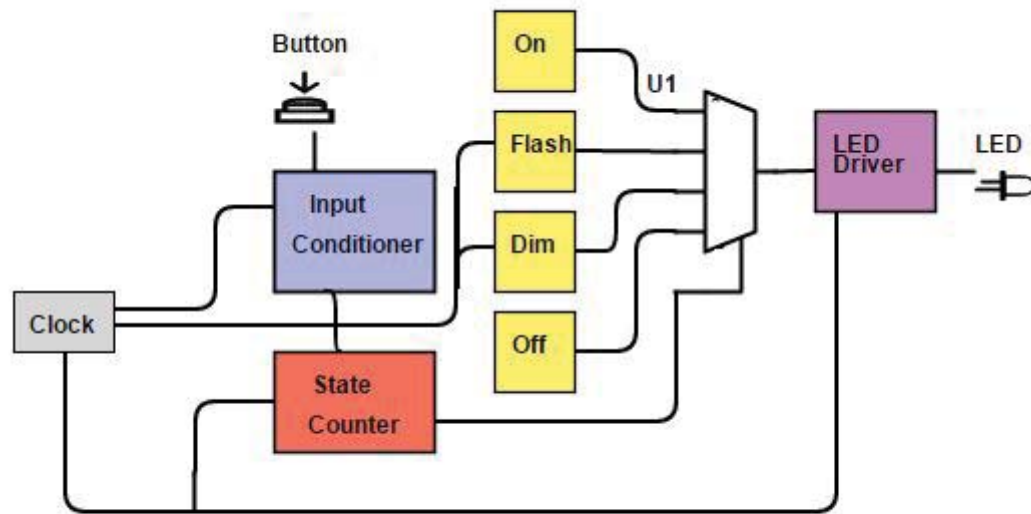 Button
On
U1
Flash
LED
Driver
LED
Input
Conditioner
Dim
Clock
Off
State
Counter